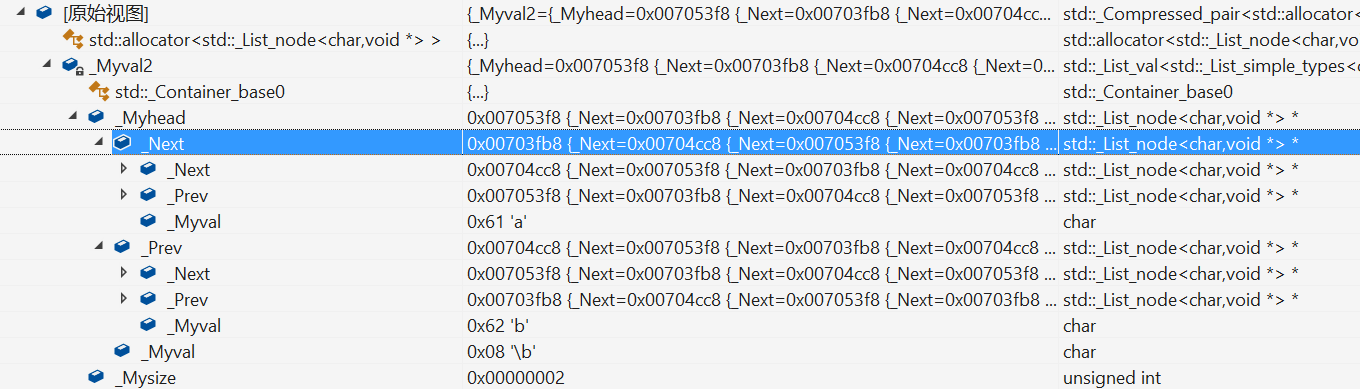 [原始视图] {_Myval2={_Myhead=0x007053f8 {_Next=0x00703fb8 {_Next=0x00704cc... std::_Compressed_pair<std::allocator<
std::allocator<std::_List_node<char,void *> > {...} std::allocator<std::_List_node<char,vo
_Myval2 {_Myhead=0x007053f8 {_Next=0x00703fb8 {_Next=0x00704cc8 {_Next=0... std::_List_val<std::_List_simple_types<c
std::_Container_base0 {...} std::_Container_base0
_Myhead 0x007053f8 {_Next=0x00703fb8 {_Next=0x00704cc8 {_Next=0x007053f8 ... std::_List_node<char,void *> *
_Next 0x00703fb8 {_Next=0x00704cc8 {_Next=0x007053f8 {_Next=0x00703fb8 ... std::_List_node<char,void *> *
_Next 0x00704cc8 {_Next=0x007053f8 {_Next=0x00703fb8 {_Next=0x00704cc8 ... std::_List_node<char,void *> *
_Prev 0x007053f8 {_Next=0x00703fb8 {_Next=0x00704cc8 {_Next=0x007053f8 ... std::_List_node<char,void *> *
_Myval 0x61 'a' char
_Prev 0x00704cc8 {_Next=0x007053f8 {_Next=0x00703fb8 {_Next=0x00704cc8 ... std::_List_node<char,void *> *
_Next 0x007053f8 {_Next=0x00703fb8 {_Next=0x00704cc8 {_Next=0x007053f8 ... std::_List_node<char,void *> *
_Prev 0x00703fb8 {_Next=0x00704cc8 {_Next=0x007053f8 {_Next=0x00703fb8 ... std::_List_node<char,void *> *
_Myval 0x62 'b' char
_Myval 0x08 '\b' char
_Mysize 0x00000002 unsigned int